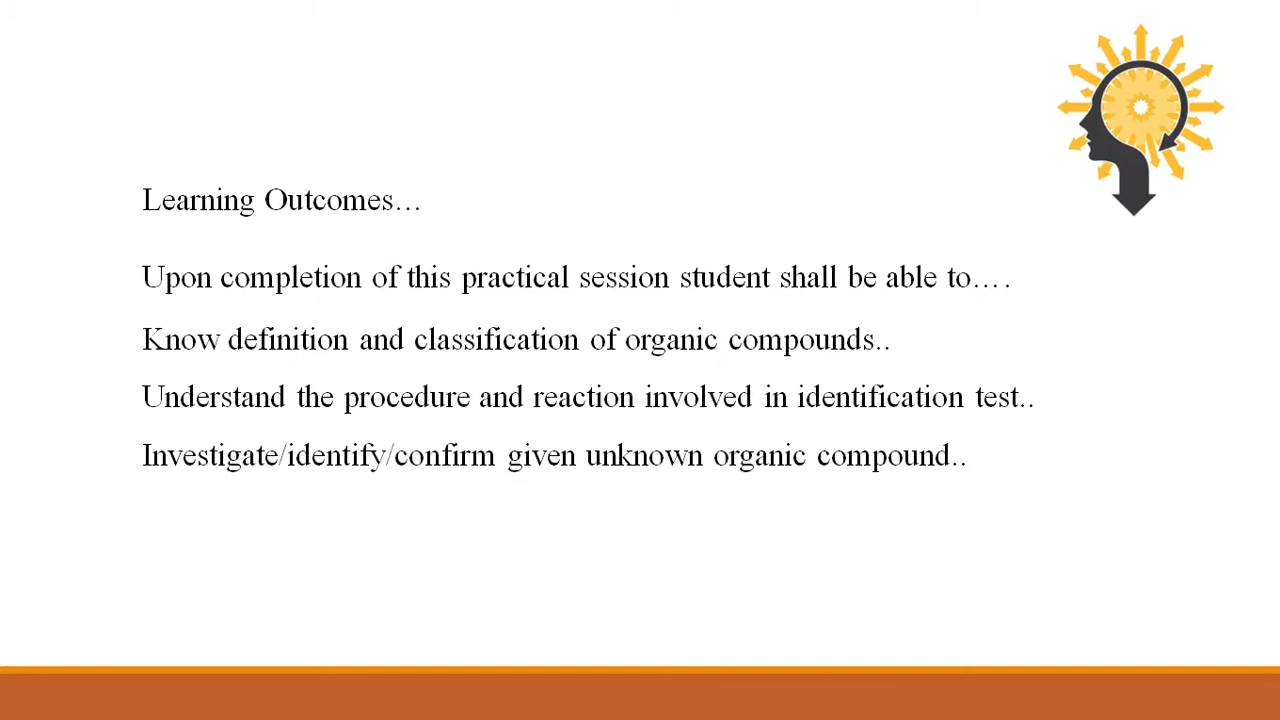 Learning Outcomes…
Upon completion of this practical session student shall be able to….
Know definition and classification of organic compounds..
Understand the procedure and reaction involved in identification test..
Investigate/identify/confirm given unknown organic compound..